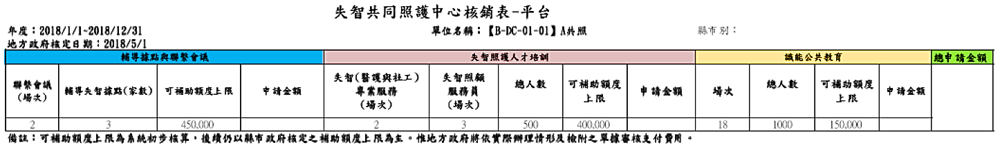 失智共同照護中心核銷表-平台
年度：2018/1/1~2018/12/31 單位名稱：【B-DC-01-01】A共照 縣市別：
地方政府核定日期：2018/5/1
輔導據點與聯繫會議 失智照護人才培訓 識能公共教育 總申請金額
聯繫會議（場次） 輔導失智據點(家數) 可補助額度上限 申請金額 失智(醫護與社工)專業服務（場次） 失智照顧服務員（場次） 總人數 可補助額度上限 申請金額 場次 總人數 可補助額度上限 申請金額
2 3 450,000 2 3 500 400,000 18 1000 150,000
備註：可補助額度上限為系統初步核算，後續仍以縣市政府核定之補助額度上限為主。惟地方政府將依實際辦理情形及檢附之單據審核支付費用。